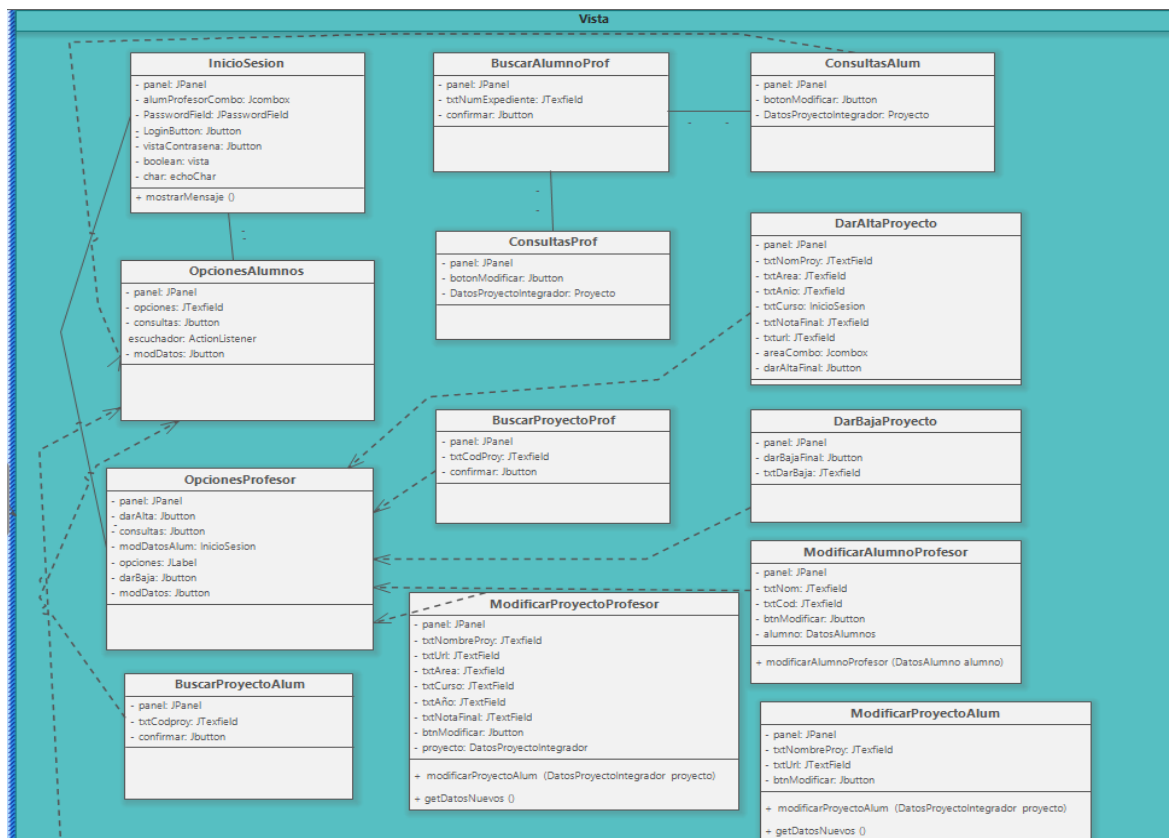 Vista
InicioSesion
- panel: JPanel
- alumProfesorCombo: Jcombox
- PasswordField: JPasswordField
- LoginButton: Jbutton
- vistaContrasena: Jbutton
- boolean: vista
- char: echoChar
+ mostrarMensaje ()
BuscarAlumnoProf
- panel: JPanel
- txtNumExpediente: JTexfield
- confirmar: Jbutton
ConsultasAlum
- panel: JPanel
- botonModificar: Jbutton
- DatosProyectoIntegrador: Proyecto
OpcionesAlumnos
- panel: JPanel
- opciones: JTexfield
- consultas: Jbutton
escuchador: ActionListener
- modDatos: Jbutton
ConsultasProf
- panel: JPanel
- botonModificar: Jbutton
- DatosProyectoIntegrador: Proyecto
DarAltaProyecto
- panel: JPanel
- txtNomProy: JTextField
- txtArea: JTexfield
- txtAnio: JTexfield
- txtCurso: InicioSesion
- txtNotaFinal: JTexfield
- txturl: JTexfield
- areaCombo: Jcombox
- darAltaFinal: Jbutton
OpcionesProfesor
- panel: JPanel
- darAlta: Jbutton
- consultas: Jbutton
- modDatosAlum: InicioSesion
- opciones: JLabel
- darBaja: Jbutton
- modDatos: Jbutton
BuscarProyectoProf
- panel: JPanel
- txtCodProy: JTexfield
- confirmar: Jbutton
DarBajaProyecto
- panel: JPanel
- darBajaFinal: Jbutton
- txtDarBaja: JTexfield
ModificarAlumnoProfesor
- panel: JPanel
- txtNom: JTexfield
- txtCod: JTexfield
- btnModificar: Jbutton
- alumno: DatosAlumnos
+ modificarAlumnoProfesor (DatosAlumno alumno)
ModificarProyectoProfesor
- panel: JPanel
- txtNombreProy: JTexfield
- txtUrl: JTextField
- txtArea: JTexfield
- txtCurso: JTextField
- txtAño: JTextField
- txtNotaFinal: JTextField
- btnModificar: Jbutton
- proyecto: DatosProyectoIntegrador
+ modificarProyectoAlum (DatosProyectoIntegrador proyecto)
+ getDatosNuevos ()
BuscarProyectoAlum
- panel: JPanel
- txtCodproy: JTexfield
- confirmar: Jbutton
ModificarProyectoAlum
- panel: JPanel
- txtNombreProy: JTexfield
- txtUrl: JTextField
- btnModificar: Jbutton
+ modificarProyectoAlum (DatosProyectoIntegrador proyecto)
+ getDatosNuevos ()